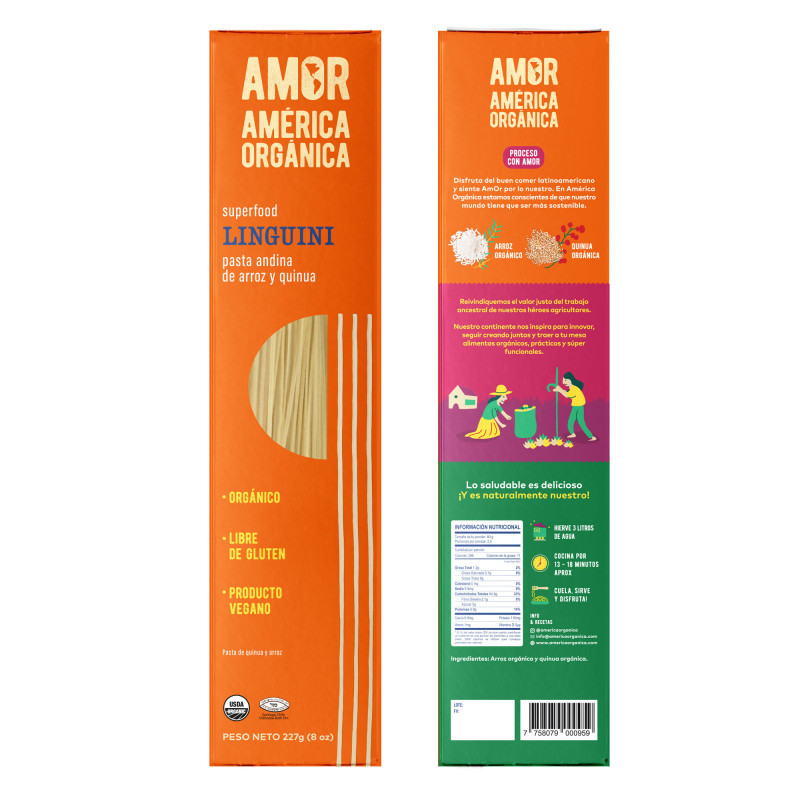 AMOR
AMÉRICA
ORGÁNICA
superfood
LINGUINI
pasta andina
de arroz y quinua
• ORGÁNICO
• LIBRE
DE GLUTEN
• PRODUCTO
VEGANO
Pasta de quinua y arroz
USDA
ORGANIC
PESO NETO 227g (8 oz)
AMOR
AMÉRICA
ORGÁNICA
PROCESO
CON AMOR
Disfruta del buen comer latinoamericano
y siente AmOr por lo nuestro. En América
Orgánica estamos conscientes de que nuestro
mundo tiene que ser más sostenible.
ARROZ
ORGÁNICO
QUINUA
ORGÁNICA
Reivindiquemos el valor justo del trabajo
ancestral de nuestros héroes agricultores.
Nuestro continente nos inspira para innovar,
seguir creando juntos y traer a tu mesa
alimentos orgánicos, prácticos y súper
funcionales.
Lo saludable es delicioso
¡Y es naturalmente nuestro!
INFORMACIÓN NUTRICIONAL
HIERVE 3 LITROS
DE AGUA
COCINA POR
13 - 18 MINUTOS
APROX
CUELA, SIRVE
Y DISFRUTA!
INFO
& RECETAS
@americaorganica
info@americaorganica.com
www.americaorganica.com
Ingredientes: Arroz orgánico y quinua orgánica.
LOTE:
7 758079 000959